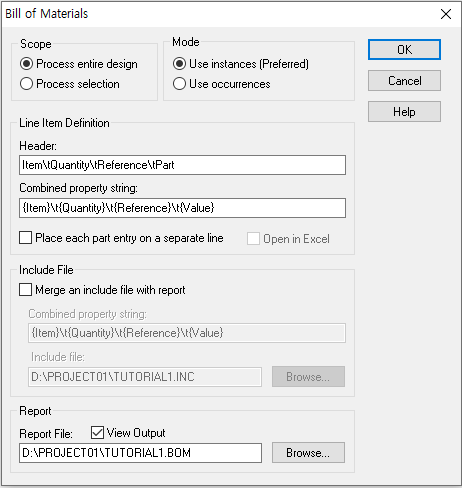 Bill of Materials
Scope
Process entire design
Process selection
Mode
Use instances (Preferred)
Use occurrences
OK
Cancel
Help
Line Item Definition
Header:
Item\tQuantity\tReference\tPart
Combined property string:
{Item}\t{Quantity}\t{Reference}\t{Value}
Place each part entry on a separate line
Open in Excel
Include File
Merge an include file with report
Combined property string:
{Item}\t{Quantity}\t{Reference}\t{Value}
Include file:
D:\PROJECT01\TUTORIAL1.INC
Browse...
Report
Report File:
View Output
D:\PROJECT01\TUTORIAL1.BOM
Browse...